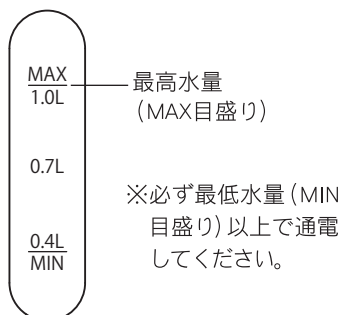 MAX
1.0L
最高水量
（MAX目盛り）
0.7L
※必ず最低水量（MIN
目盛り）以上で通電
してください。
0.4L
MIN